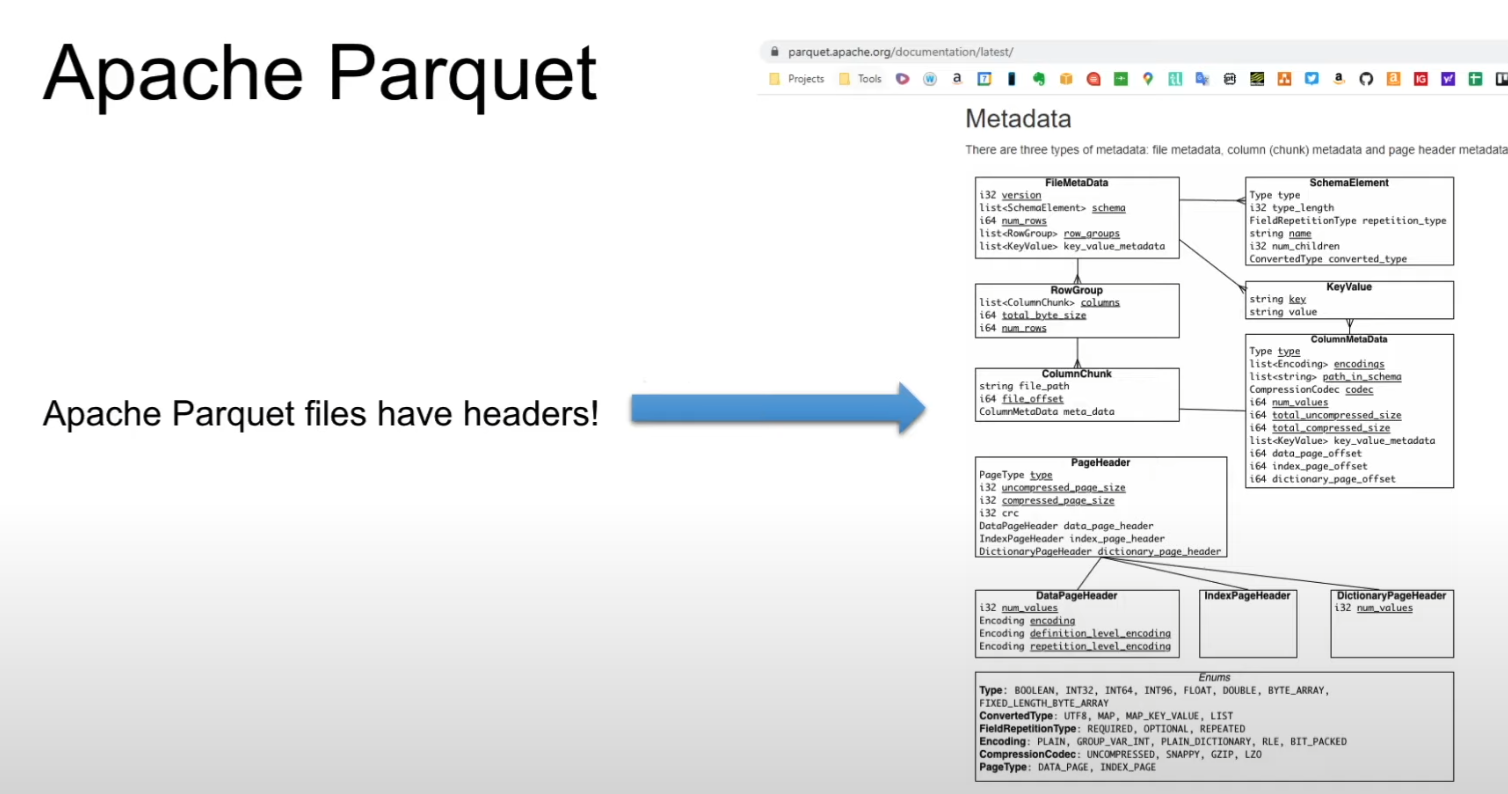 Apache Parquet
parquet.apache.org/documentation/latest/
Projects Tools
Metadata
There are three types of metadata: file metadata, column (chunk) metadata and page header metadata
FileMetaData
i32 version
list<SchemaElement> schema
i64 num_rows
list<RowGroup> row_groups
list<KeyValue> key_value_metadata
SchemaElement
Type type
i32 type_length
FieldRepetitionType repetition_type
string name
i32 num_children
ConvertedType converted_type
RowGroup
list<ColumnChunk> columns
i64 total_byte_size
i64 num_rows
KeyValue
string key
string value
ColumnChunk
string file_path
i64 file_offset
ColumnMetaData meta_data
ColumnMetaData
Type type
list<Encoding> encodings
list<string> path_in_schema
CompressionCodec codec
i64 num_values
i64 total_uncompressed_size
i64 total_compressed_size
list<KeyValue> key_value_metadata
i64 data_page_offset
i64 index_page_offset
i64 dictionary_page_offset
Apache Parquet files have headers!
PageHeader
PageType type
i32 uncompressed_page_size
i32 compressed_page_size
i32 crc
DataPageHeader data_page_header
IndexPageHeader index_page_header
DictionaryPageHeader dictionary_page_header
DataPageHeader
i32 num_values
Encoding encoding
Encoding definition_level_encoding
Encoding repetition_level_encoding
IndexPageHeader
DictionaryPageHeader
i32 num_values
Enums
Type: BOOLEAN, INT32, INT64, INT96, FLOAT, DOUBLE, BYTE_ARRAY,
FIXED_LENGTH_BYTE_ARRAY
ConvertedType: UTF8, MAP, MAP_KEY_VALUE, LIST
FieldRepetitionType: REQUIRED, OPTIONAL, REPEATED
Encoding: PLAIN, GROUP_VAR_INT, PLAIN_DICTIONARY, RLE, BIT_PACKED
CompressionCodec: UNCOMPRESSED, SNAPPY, GZIP, LZO
PageType: DATA_PAGE, INDEX_PAGE